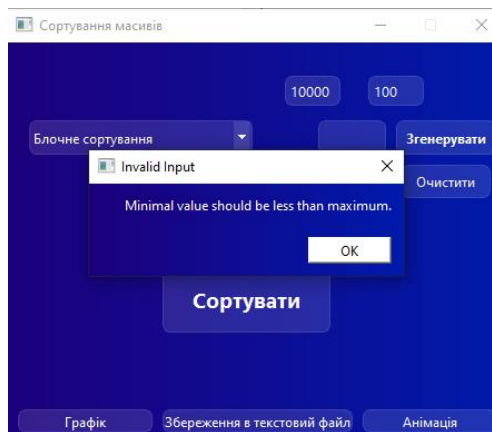 Сортування масивів
10000 100
Блочне сортування Згенерувати
Invalid Input
Очистити
Minimal value should be less than maximum.
OK
Сортувати
Графік Збереження в текстовий файл Анімація